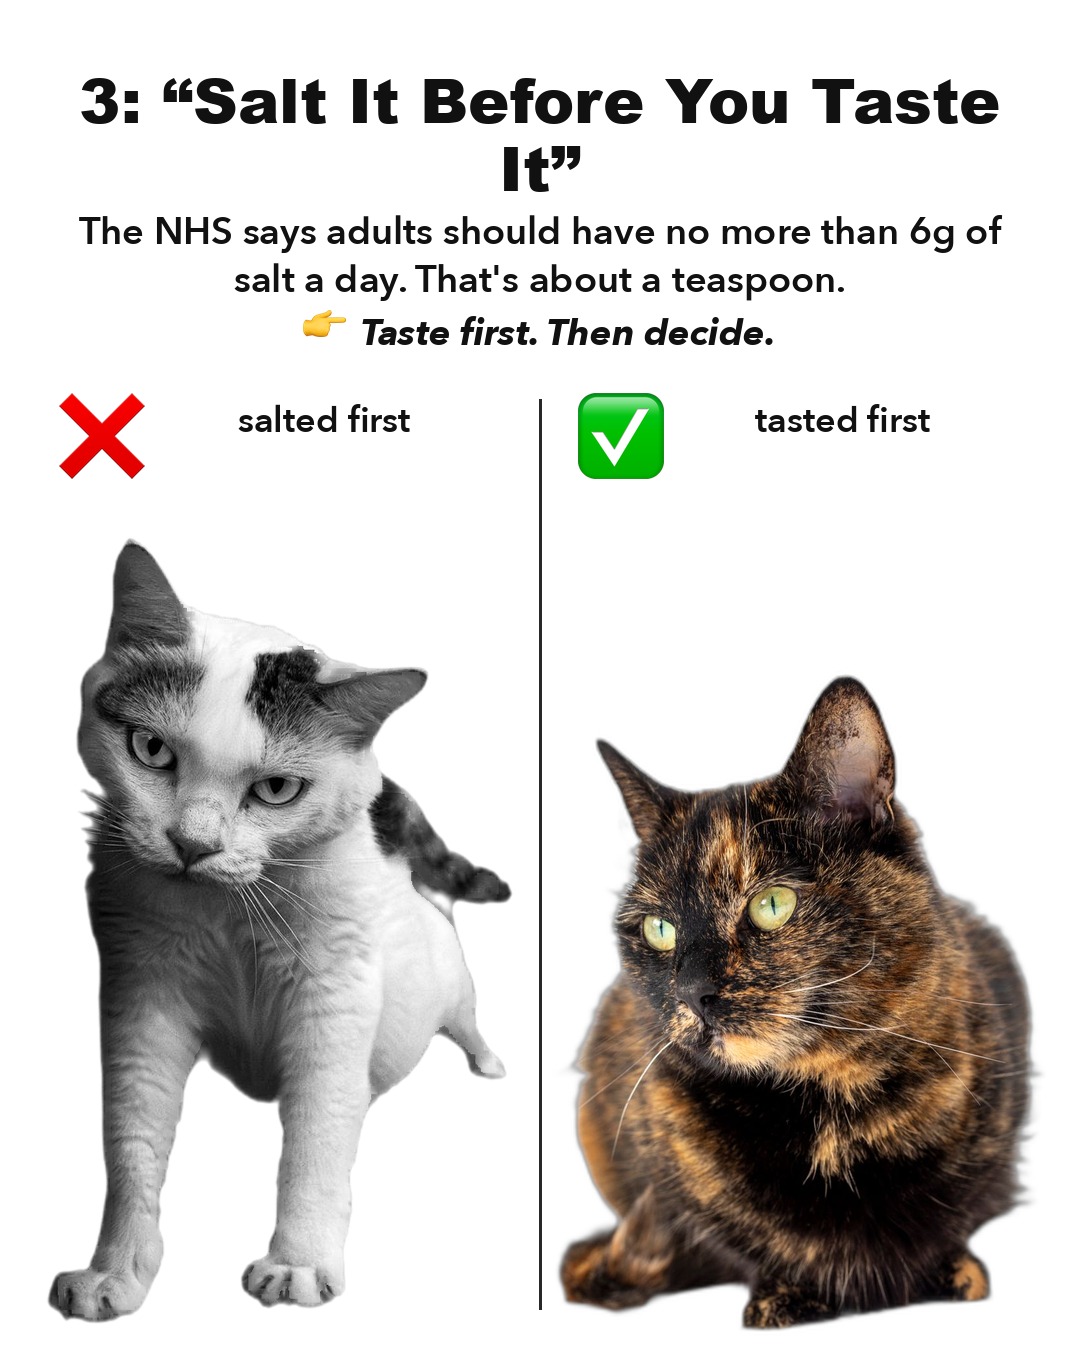 3: “Salt It Before You Taste
It”
The NHS says adults should have no more than 6g of
salt a day. That's about a teaspoon.
👉 Taste first. Then decide.
❌ salted first
✅ tasted first